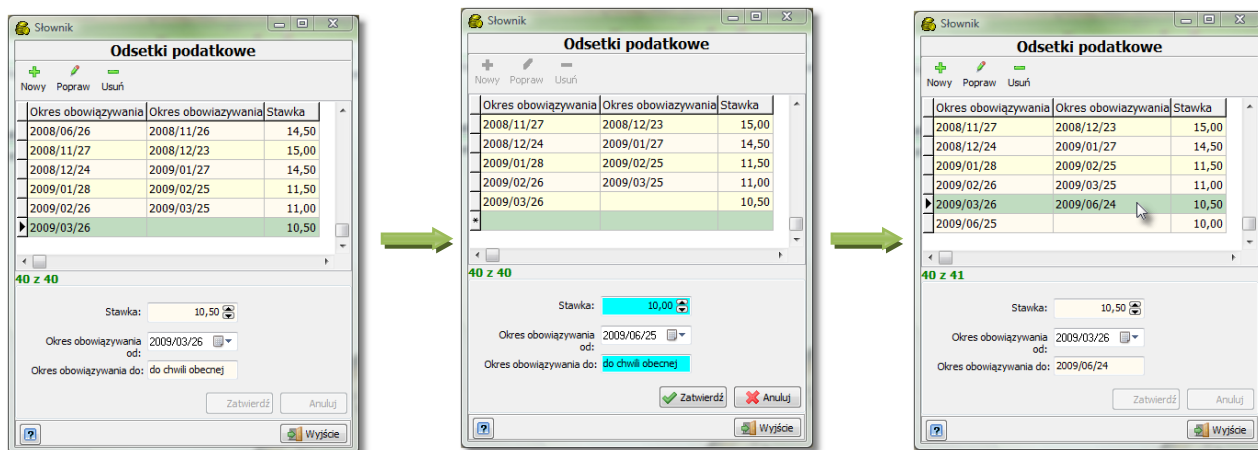 Słownik
Odsetki podatkowe
Nowy Popraw Usuń
Okres obowiązywania Okres obowiazywania Stawka
2008/06/26 2008/11/26 14,50
2008/11/27 2008/12/23 15,00
2008/12/24 2009/01/27 14,50
2009/01/28 2009/02/25 11,50
2009/02/26 2009/03/25 11,00
2009/03/26 10,50
40 z 40
Stawka: 10,50
Okres obowiązywania od: 2009/03/26
Okres obowiązywania do: do chwili obecnej
Zatwierdź Anuluj
Wyjście
Słownik
Odsetki podatkowe
Nowy Popraw Usuń
Okres obowiązywania Okres obowiazywania Stawka
2008/11/27 2008/12/23 15,00
2008/12/24 2009/01/27 14,50
2009/01/28 2009/02/25 11,50
2009/02/26 2009/03/25 11,00
2009/03/26 10,50
40 z 40
Stawka: 10,00
Okres obowiązywania od: 2009/06/25
Okres obowiązywania do: do chwili obecnej
Zatwierdź Anuluj
Wyjście
Słownik
Odsetki podatkowe
Nowy Popraw Usuń
Okres obowiązywania Okres obowiazywania Stawka
2008/11/27 2008/12/23 15,00
2008/12/24 2009/01/27 14,50
2009/01/28 2009/02/25 11,50
2009/02/26 2009/03/25 11,00
2009/03/26 2009/06/24 10,50
2009/06/25 10,00
40 z 41
Stawka: 10,50
Okres obowiązywania od: 2009/03/26
Okres obowiązywania do: 2009/06/24
Zatwierdź Anuluj
Wyjście